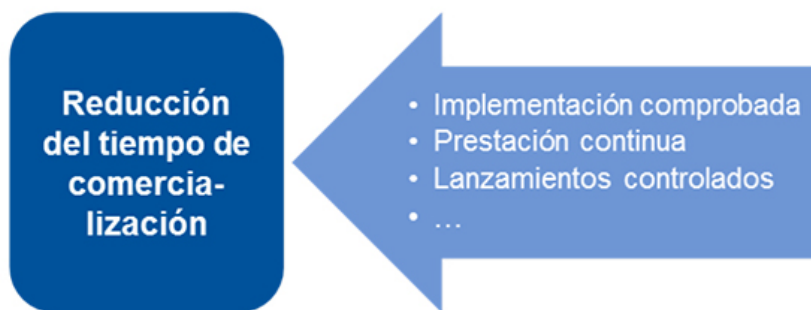 Reducción
del tiempo de
comercia-
lización
• Implementación comprobada
• Prestación continua
• Lanzamientos controlados
• …